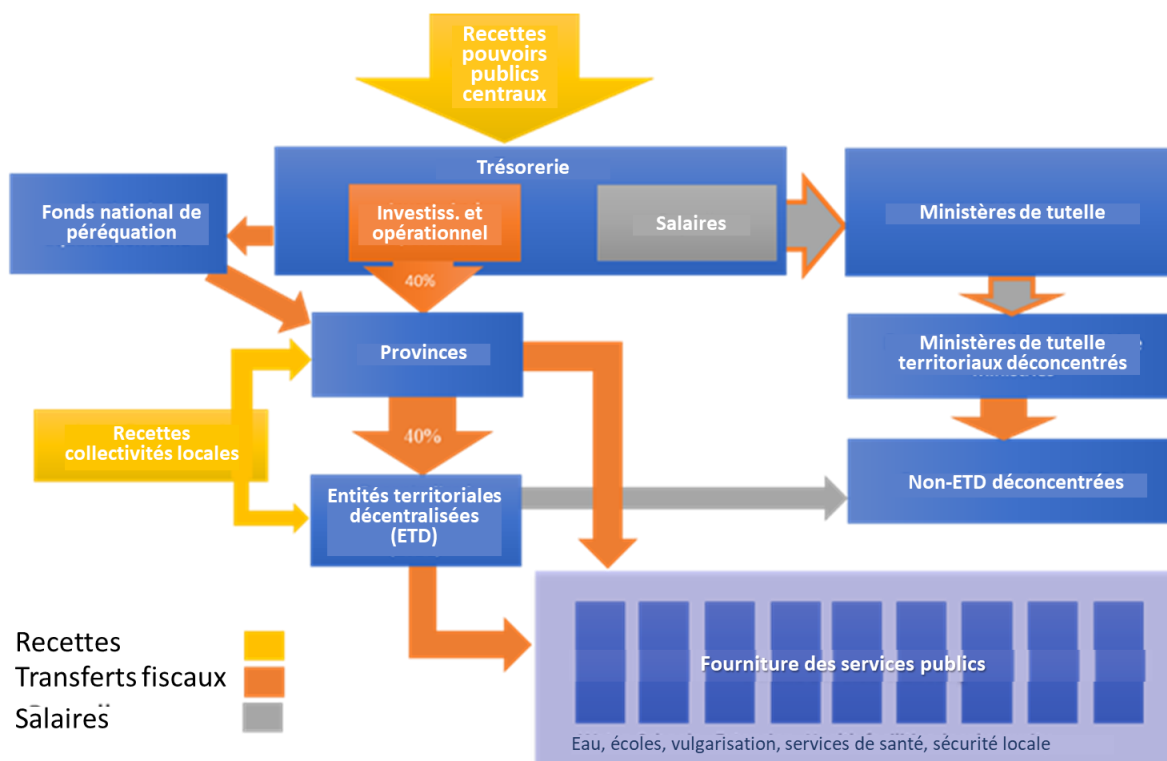 Recettes
pouvoirs
publics
centraux
Trésorerie
Fonds national de
péréquation
Investiss. et
opérationnel
Salaires
Ministères de tutelle
40%
Provinces
Ministères de tutelle
territoriaux déconcentrés
Recettes
collectivités locales
40%
Entités territoriales
décentralisées
(ETD)
Non-ETD déconcentrées
Recettes
Transferts fiscaux
Salaires
Fourniture des services publics
Eau, écoles, vulgarisation, services de santé, sécurité locale